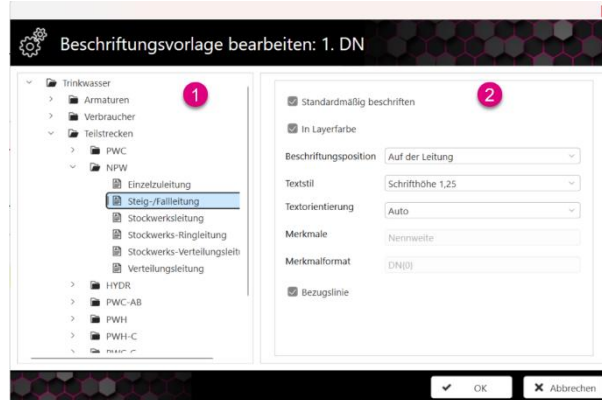 Beschriftungsvorlage bearbeiten: 1. DN
Trinkwasser
Armaturen
Verbraucher
Teilstrecken
PWC
NPW
Einzelzuleitung
Steig-/Fallleitung
Stockwerksleitung
Stockwerks-Ringleitung
Stockwerks-Verteilungsleit
Verteilungsleitung
HYDR
PWC-AB
PWH
PWH-C
1
2
Standardmäßig beschriften
In Layerfarbe
Beschriftungsposition Auf der Leitung
Textstil Schrifthöhe 1,25
Textorientierung Auto
Merkmale Nennweite
Merkmalformat DN{0}
Bezugslinie
OK
Abbrechen